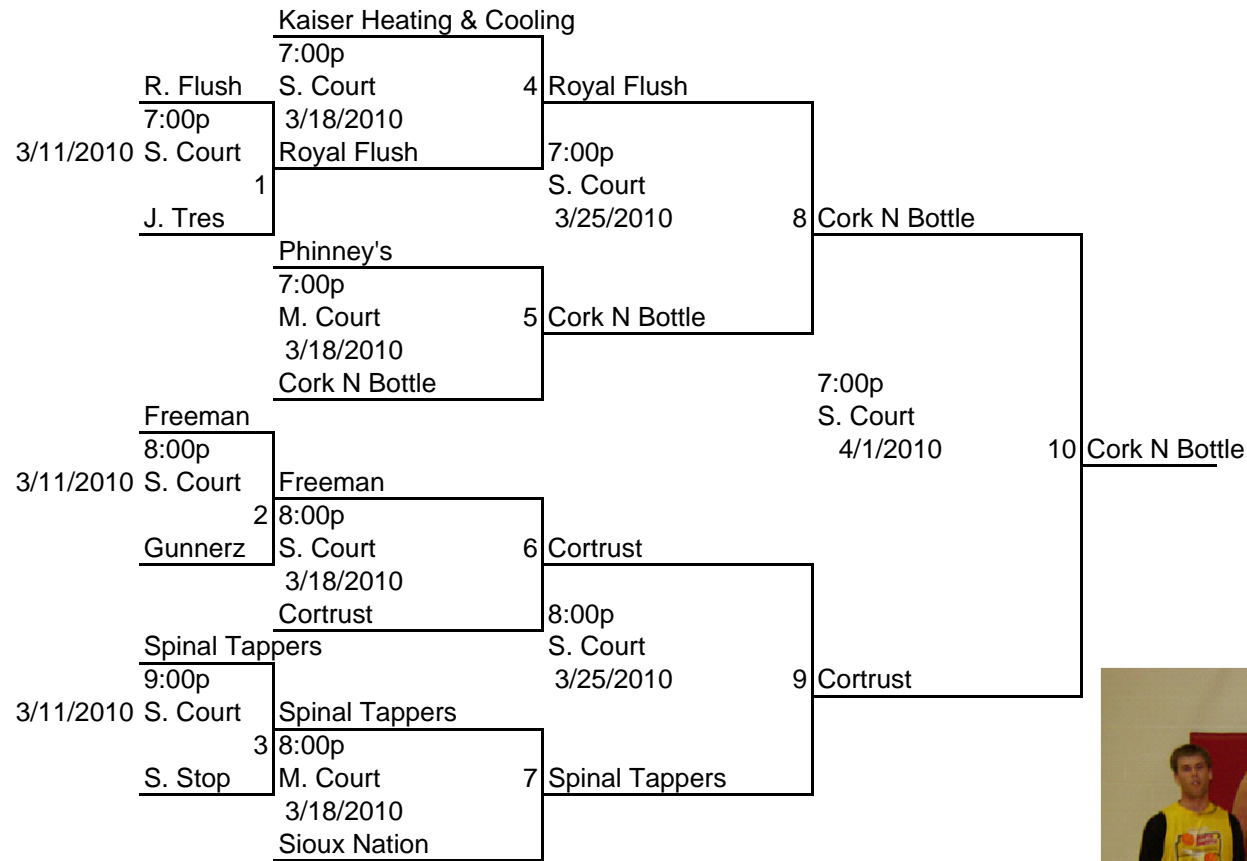 Kaiser Heating & Cooling
7:00p
R. Flush S. Court 4 Royal Flush
7:00p 3/18/2010
3/11/2010 S. Court Royal Flush 7:00p
1 S. Court
J. Tres 3/25/2010 8 Cork N Bottle
Phinney's
7:00p
M. Court 5 Cork N Bottle
3/18/2010
Cork N Bottle 7:00p
Freeman S. Court
8:00p 4/1/2010 10 Cork N Bottle
3/11/2010 S. Court Freeman
2 8:00p
Gunnerz S. Court 6 Cortrust
3/18/2010
Cortrust 8:00p
Spinal Tappers S. Court
9:00p 3/25/2010 9 Cortrust
3/11/2010 S. Court Spinal Tappers
3 8:00p
S. Stop M. Court 7 Spinal Tappers
3/18/2010
Sioux Nation